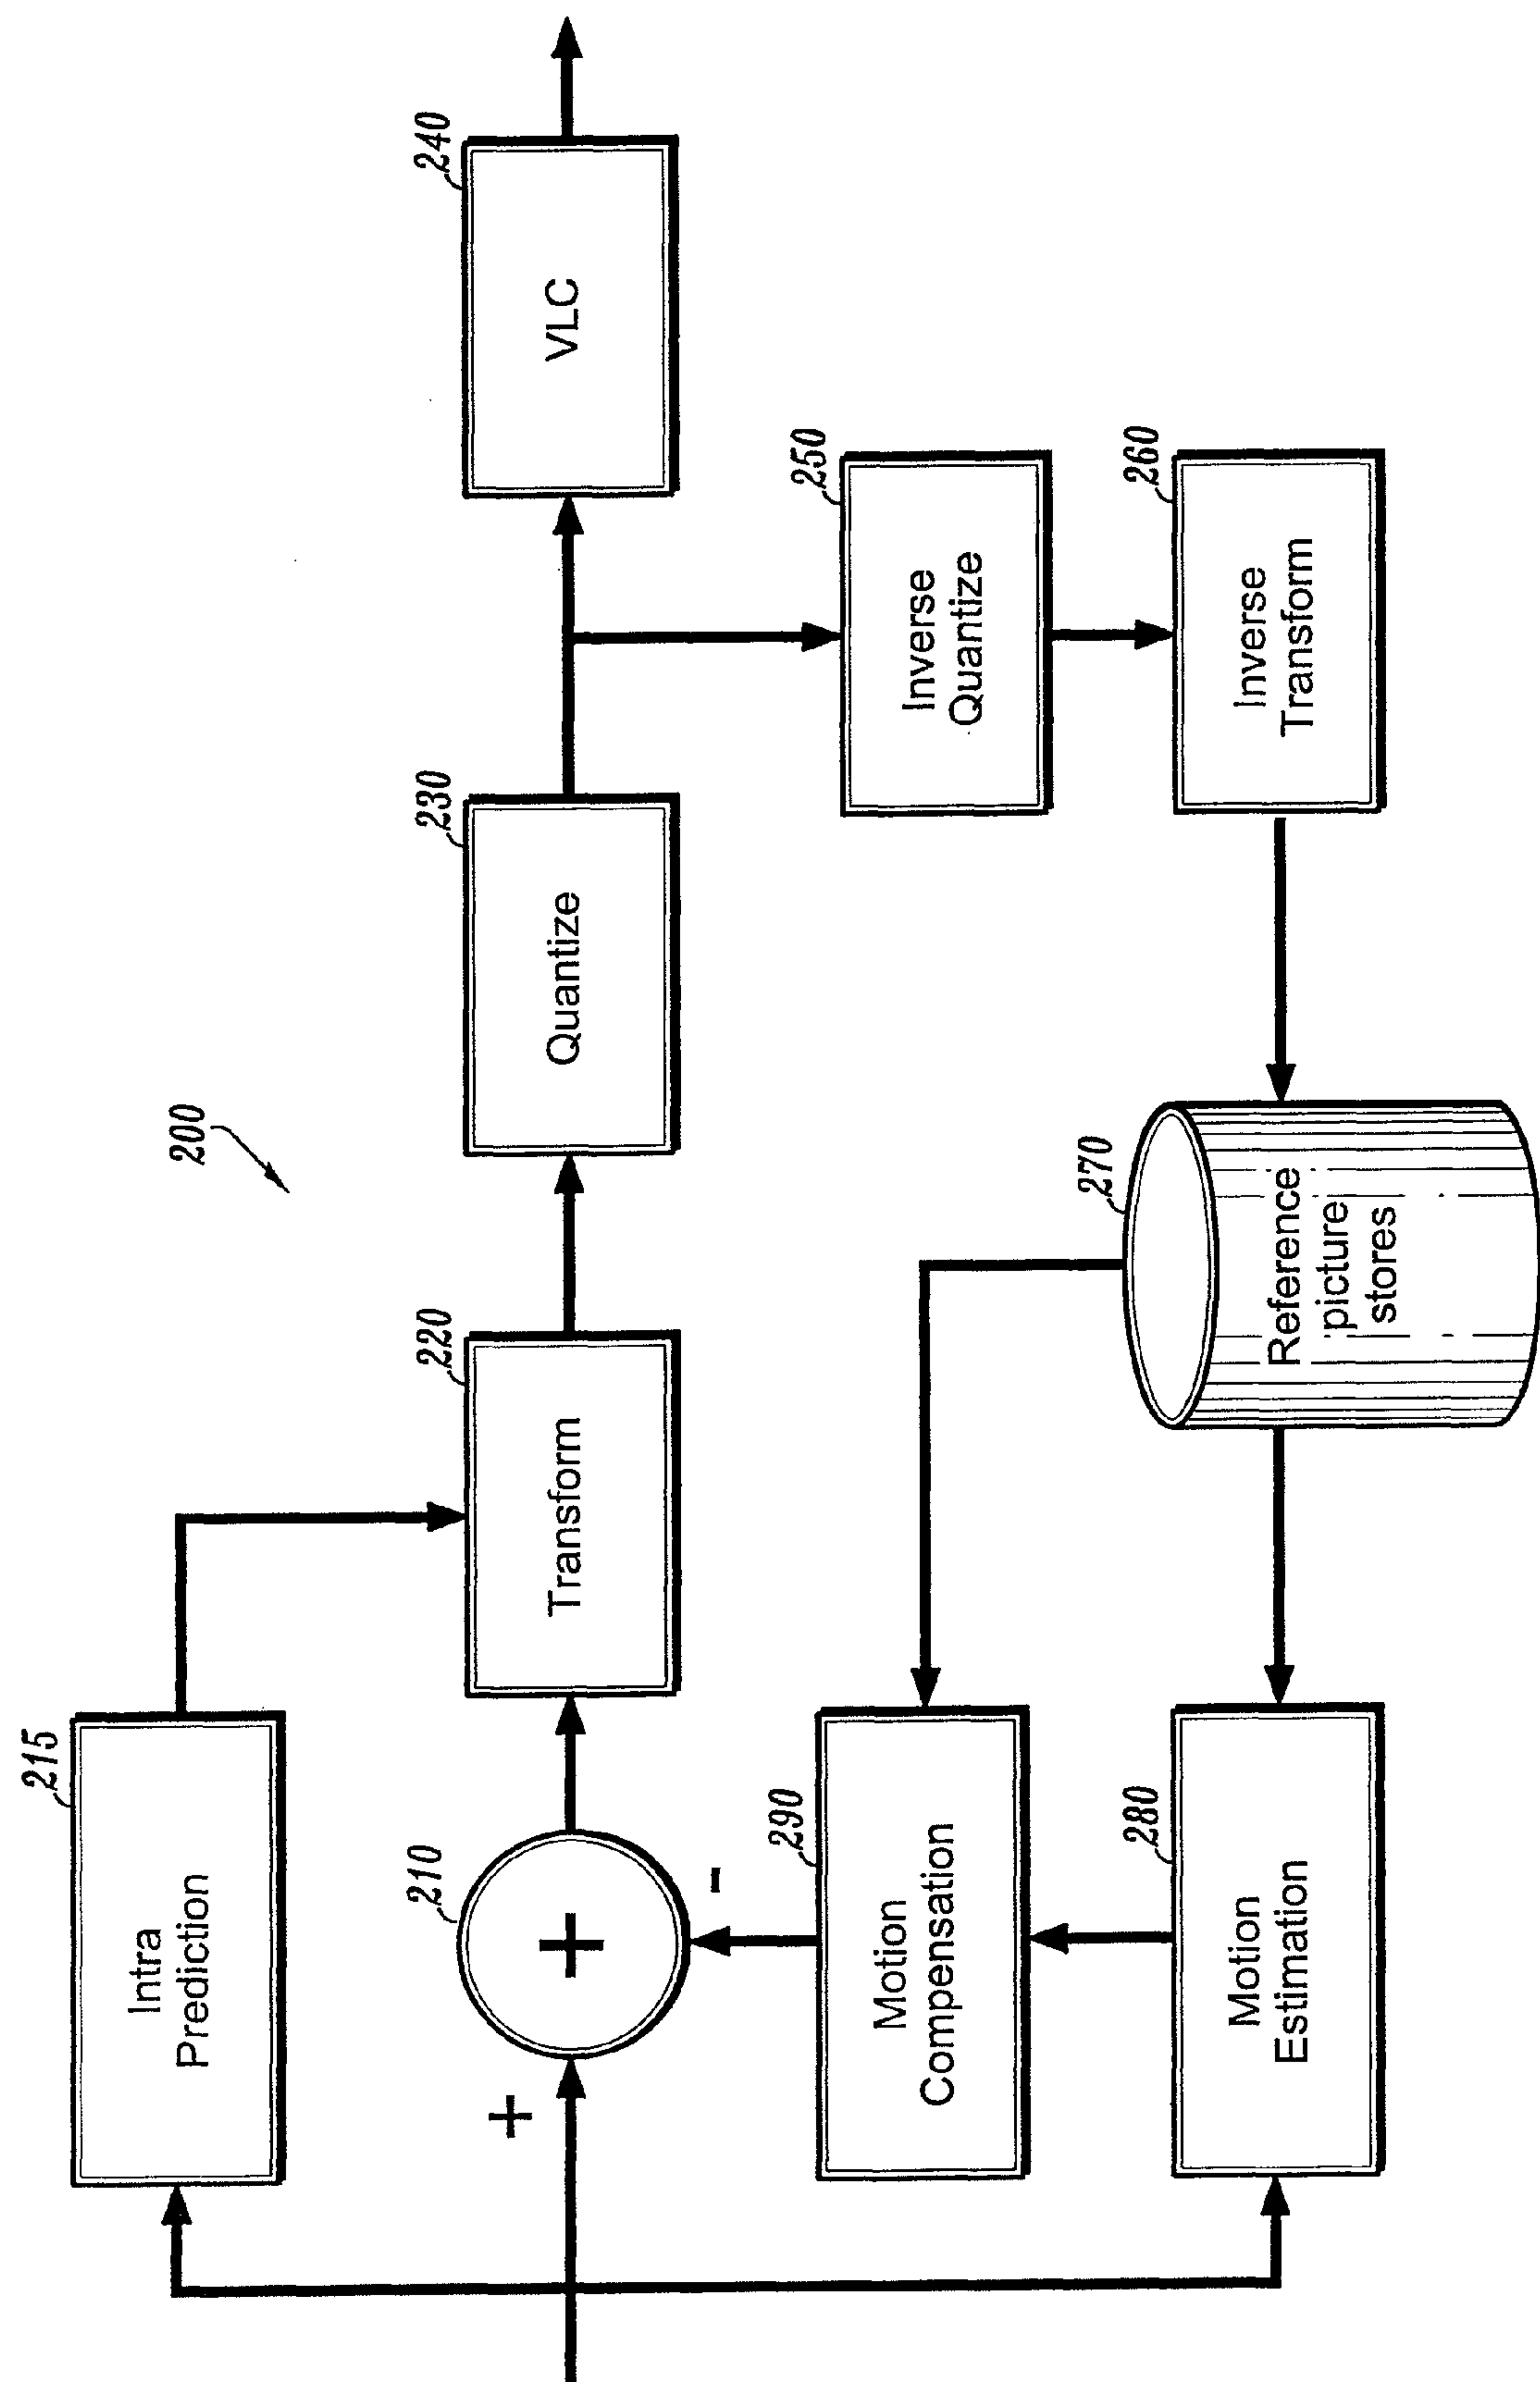 200
215
Intra
Prediction
210
+
+
-
220
Transform
230
Quantize
240
VLC
290
Motion
Compensation
250
Inverse
Quantize
280
Motion
Estimation
270
Reference
picture
stores
260
Inverse
Transform